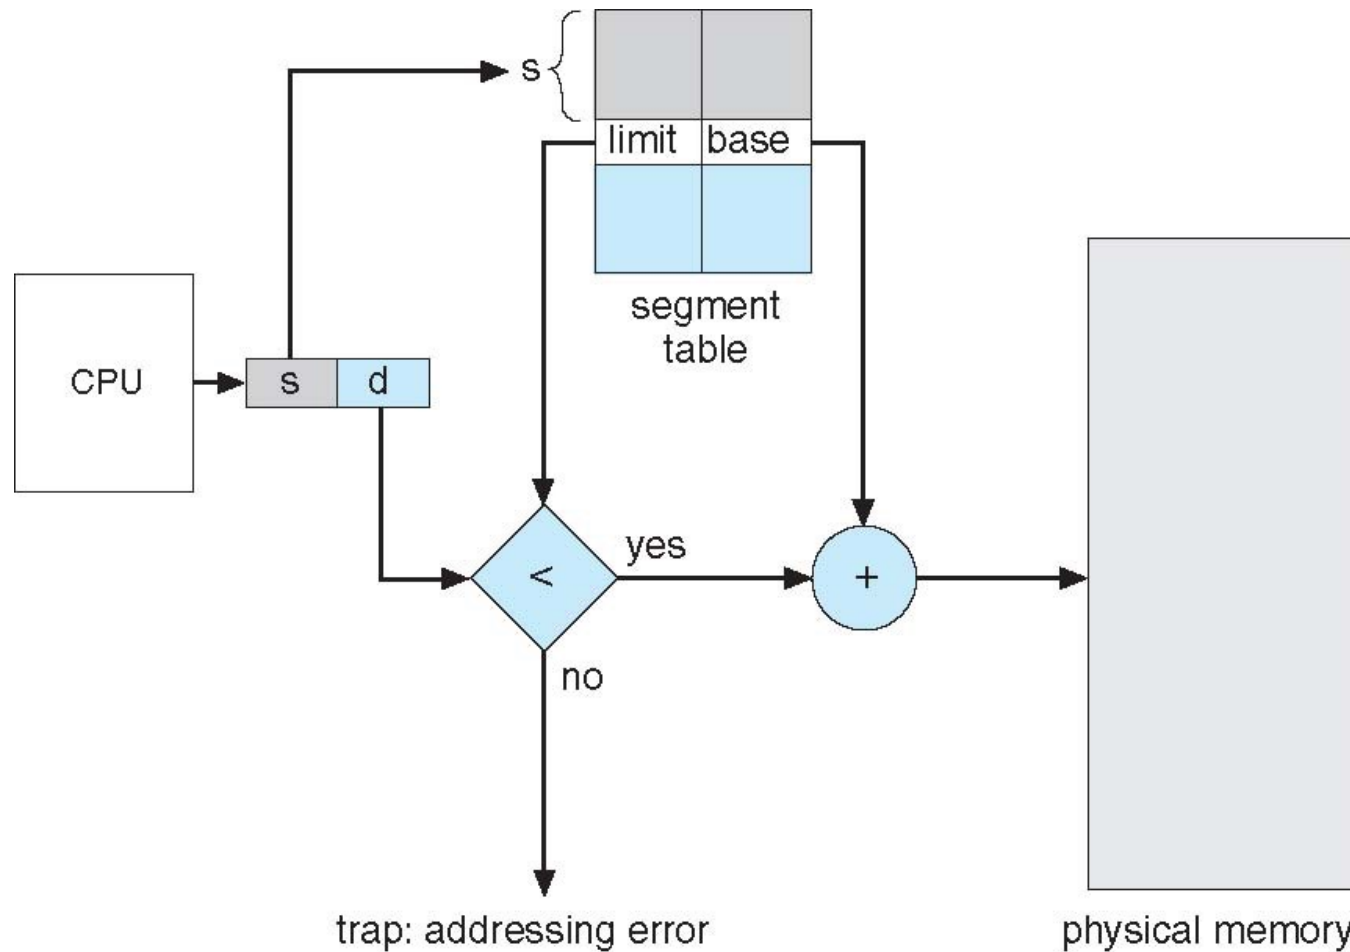 s
limit base
segment
table
CPU
s d
<
yes
+
no
trap: addressing error
physical memory